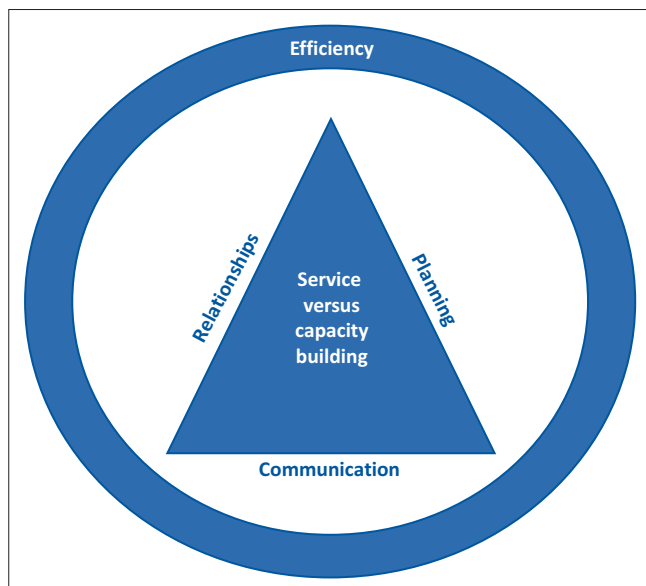 Efficiency
Relationships
Planning
Service
versus
capacity
building
Communication